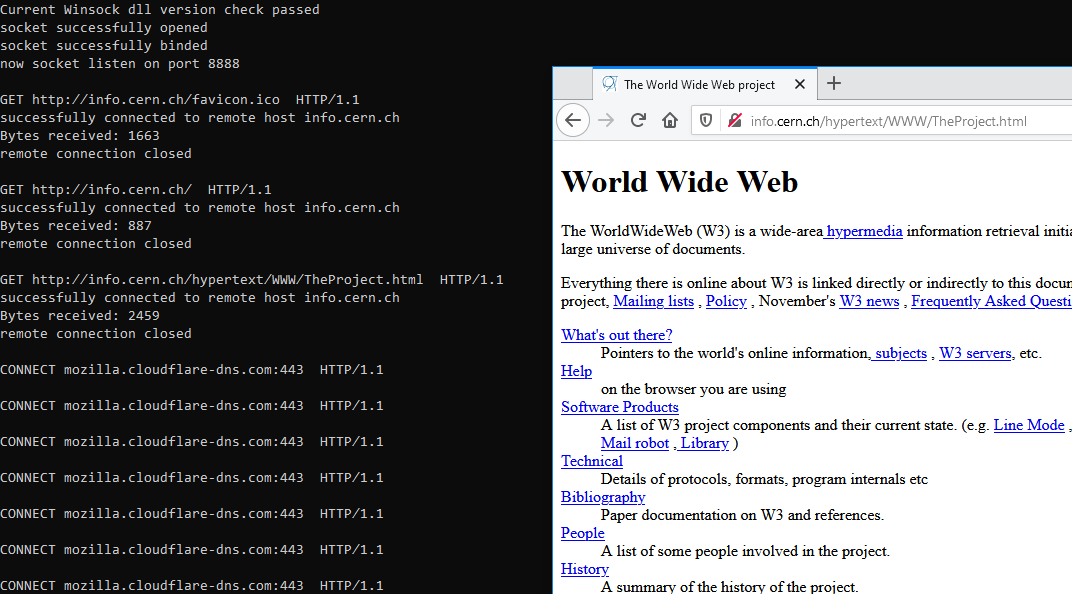 Current Winsock dll version check passed
socket successfully opened
socket successfully binded
now socket listen on port 8888
GET http://info.cern.ch/favicon.ico  HTTP/1.1
successfully connected to remote host info.cern.ch
Bytes received: 1663
remote connection closed
GET http://info.cern.ch/  HTTP/1.1
successfully connected to remote host info.cern.ch
Bytes received: 887
remote connection closed
GET http://info.cern.ch/hypertext/WWW/TheProject.html  HTTP/1.1
successfully connected to remote host info.cern.ch
Bytes received: 2459
remote connection closed
CONNECT mozilla.cloudflare-dns.com:443  HTTP/1.1
CONNECT mozilla.cloudflare-dns.com:443  HTTP/1.1
CONNECT mozilla.cloudflare-dns.com:443  HTTP/1.1
CONNECT mozilla.cloudflare-dns.com:443  HTTP/1.1
CONNECT mozilla.cloudflare-dns.com:443  HTTP/1.1
CONNECT mozilla.cloudflare-dns.com:443  HTTP/1.1
CONNECT mozilla.cloudflare-dns.com:443  HTTP/1.1
The World Wide Web project
info.cern.ch/hypertext/WWW/TheProject.html
World Wide Web
The WorldWideWeb (W3) is a wide-area hypermedia information retrieval initia
large universe of documents.
Everything there is online about W3 is linked directly or indirectly to this docum
project, Mailing lists , Policy , November's W3 news , Frequently Asked Questi
What's out there?
Pointers to the world's online information, subjects , W3 servers, etc.
Help
on the browser you are using
Software Products
A list of W3 project components and their current state. (e.g. Line Mode ,
Mail robot , Library )
Technical
Details of protocols, formats, program internals etc
Bibliography
Paper documentation on W3 and references.
People
A list of some people involved in the project.
History
A summary of the history of the project.